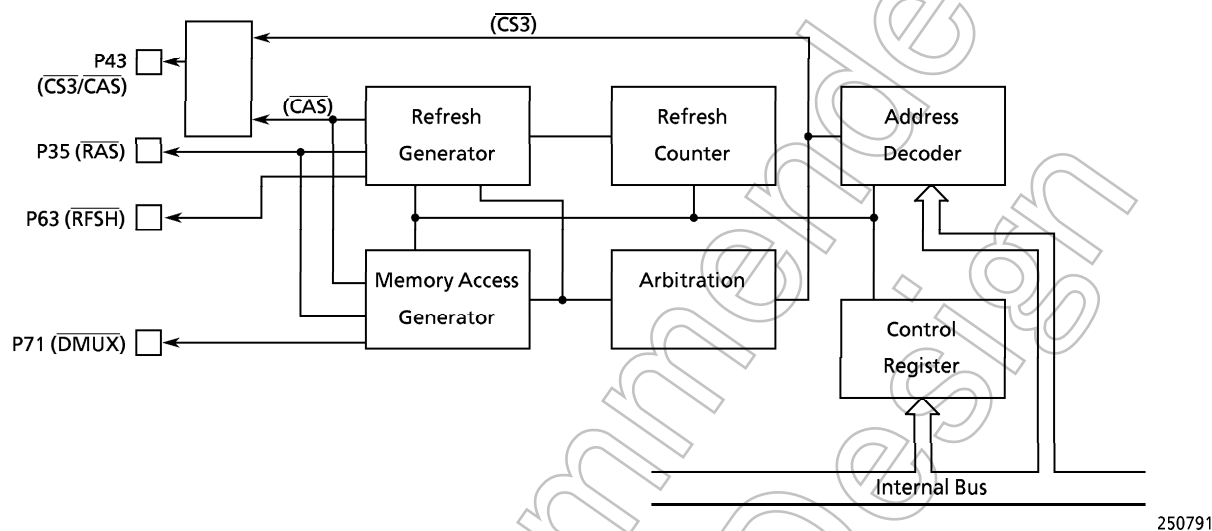 (CS3)
P43
(CS3/CAS)
(CAS)
Refresh
Generator
Refresh
Counter
Address
Decoder
P35 (RAS)
P63 (RFSH)
Memory Access
Generator
Arbitration
Control
Register
P71 (DMUX)
Internal Bus
250791